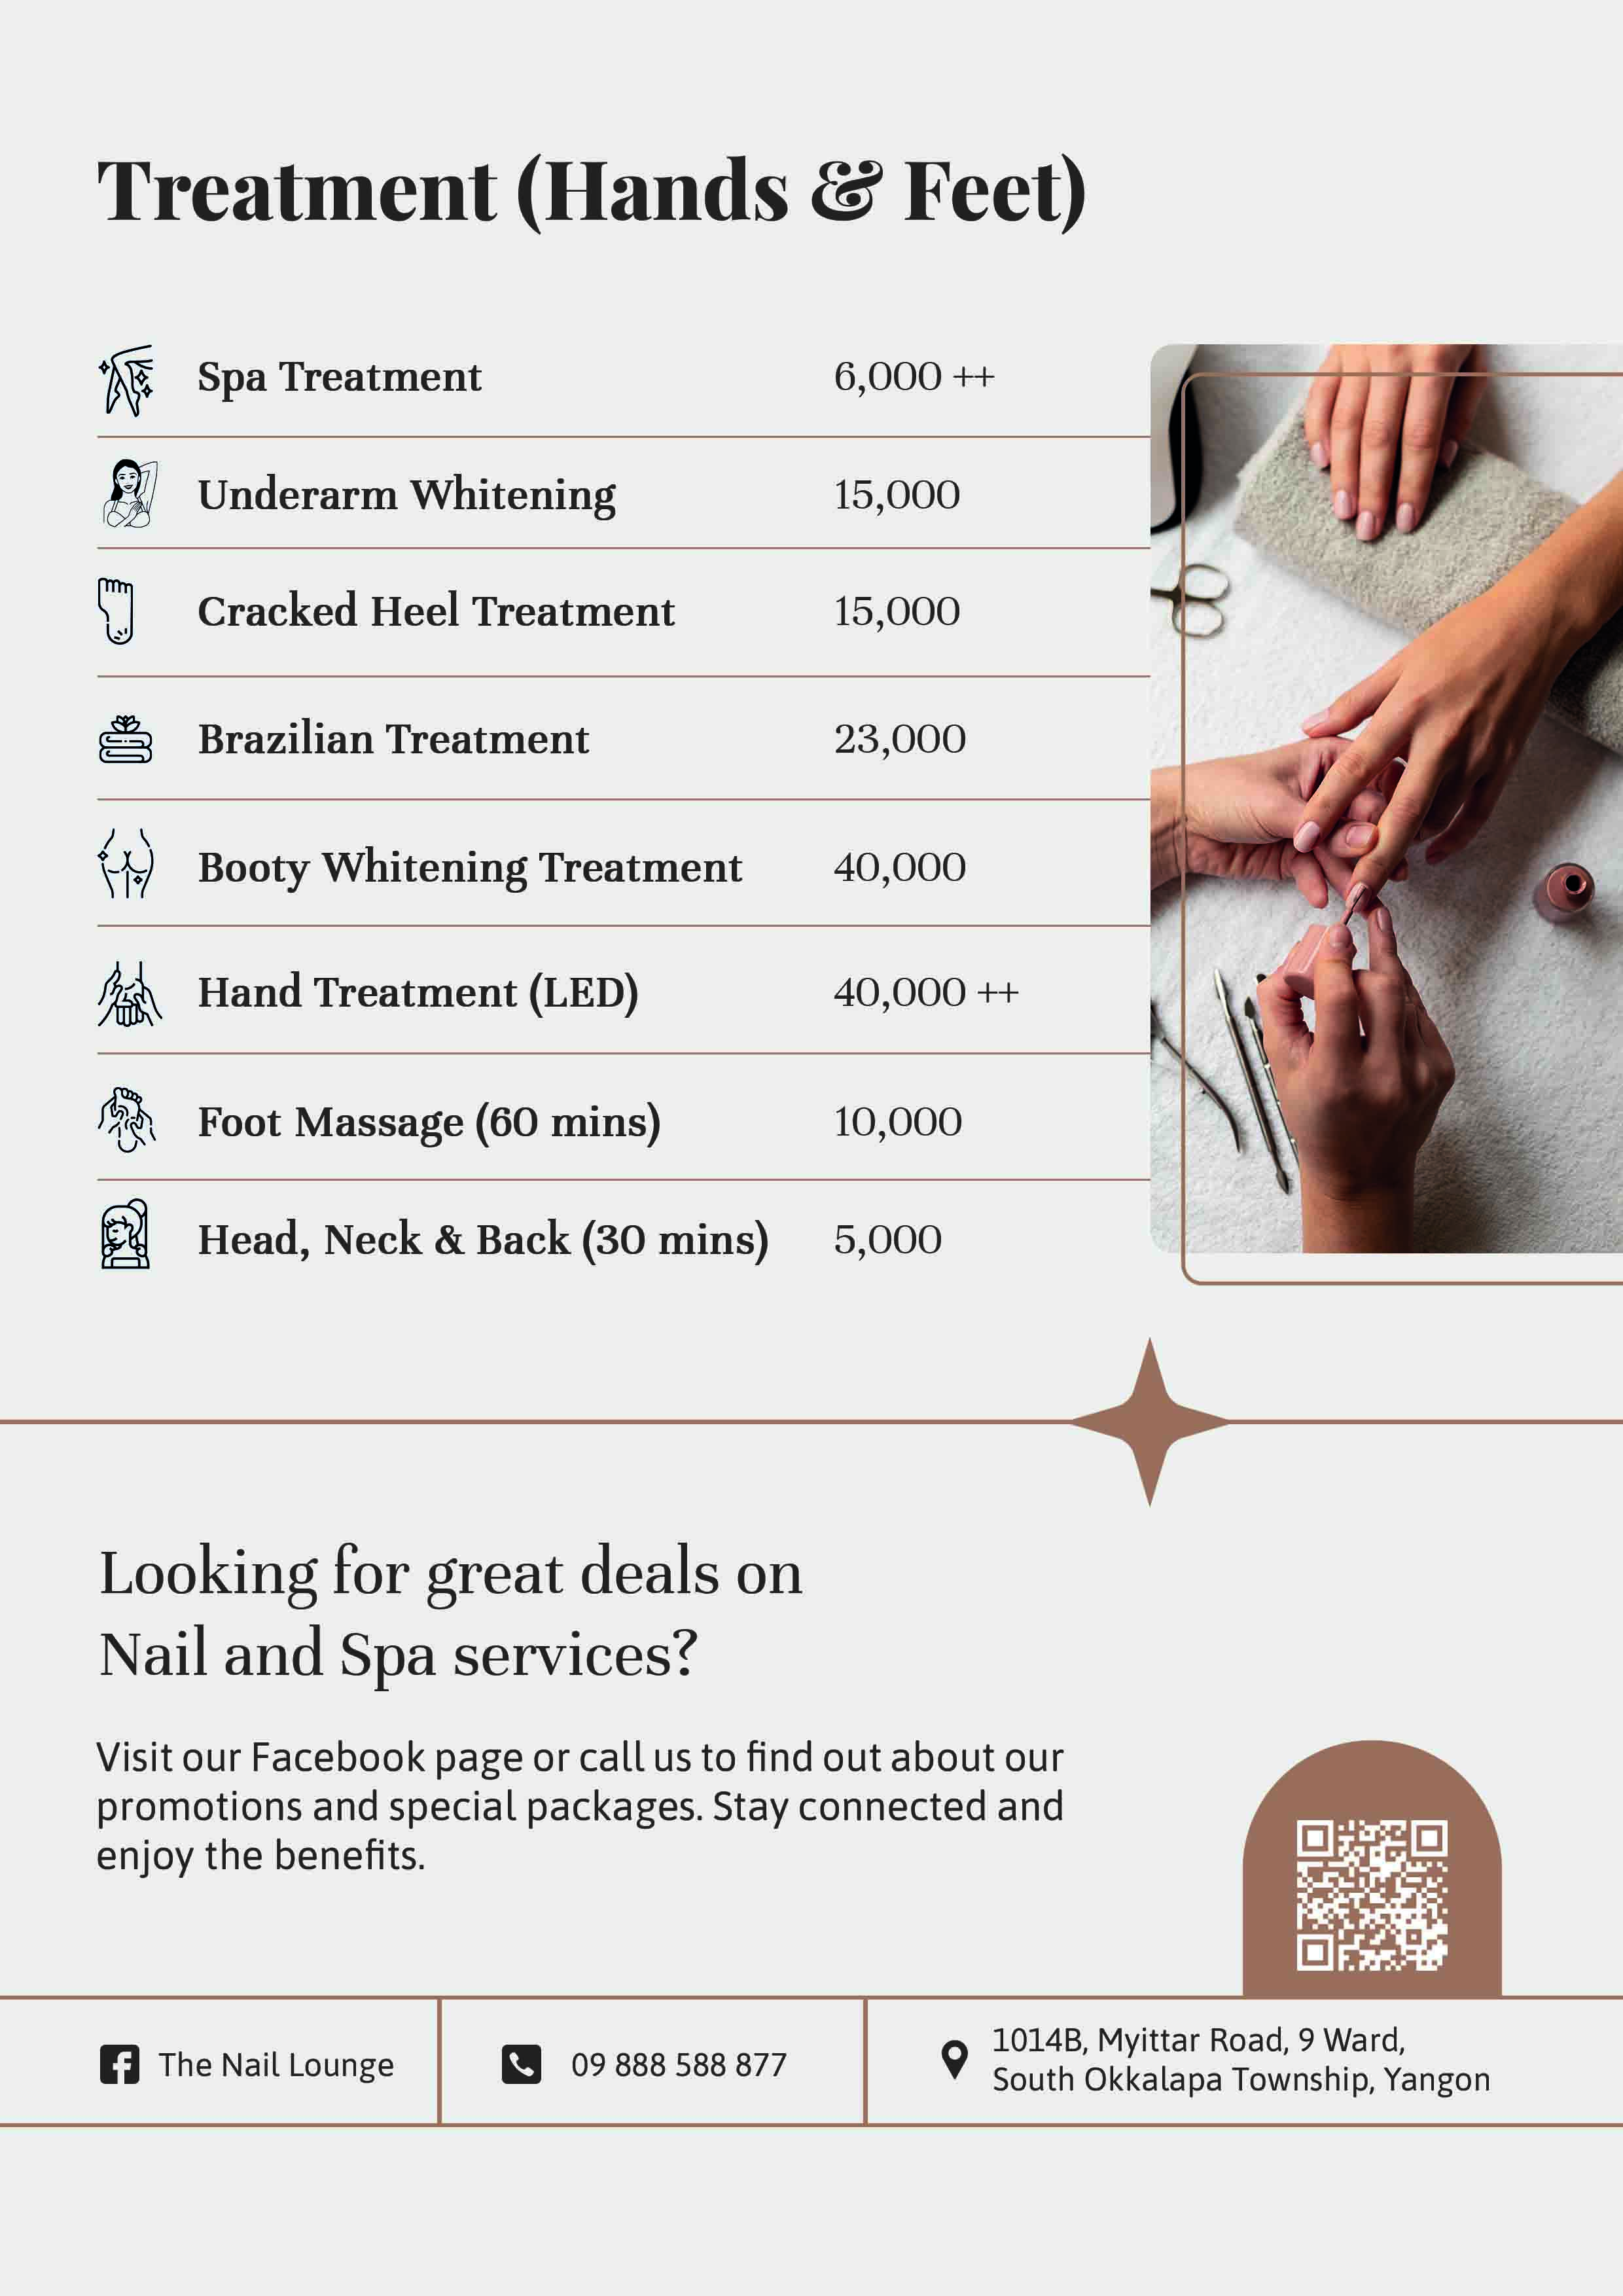 Treatment (Hands & Feet)
Spa Treatment 6,000 ++
Underarm Whitening 15,000
Cracked Heel Treatment 15,000
Brazilian Treatment 23,000
Booty Whitening Treatment 40,000
Hand Treatment (LED) 40,000 ++
Foot Massage (60 mins) 10,000
Head, Neck & Back (30 mins) 5,000
Looking for great deals on
Nail and Spa services?
Visit our Facebook page or call us to find out about our
promotions and special packages. Stay connected and
enjoy the benefits.
The Nail Lounge
09 888 588 877
1014B, Myittar Road, 9 Ward,
South Okkalapa Township, Yangon